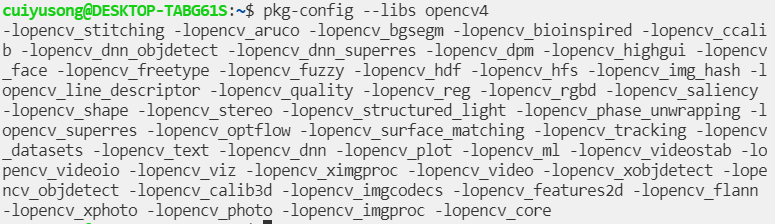 cuiyusong@DESKTOP-TABG61S:~$ pkg-config --libs opencv4
-lopencv_stitching -lopencv_aruco -lopencv_bgsegm -lopencv_bioinspired -lopencv_ccali
b -lopencv_dnn_objdetect -lopencv_dnn_superres -lopencv_dpm -lopencv_highgui -lopencv
_face -lopencv_freetype -lopencv_fuzzy -lopencv_hdf -lopencv_hfs -lopencv_img_hash -l
opencv_line_descriptor -lopencv_quality -lopencv_reg -lopencv_rgbd -lopencv_saliency 
-lopencv_shape -lopencv_stereo -lopencv_structured_light -lopencv_phase_unwrapping -l
opencv_superres -lopencv_optflow -lopencv_surface_matching -lopencv_tracking -lopencv
_datasets -lopencv_text -lopencv_dnn -lopencv_plot -lopencv_ml -lopencv_videostab -lo
pencv_videoio -lopencv_viz -lopencv_ximgproc -lopencv_video -lopencv_xobjdetect -lope
ncv_objdetect -lopencv_calib3d -lopencv_imgcodecs -lopencv_features2d -lopencv_flann 
-lopencv_xphoto -lopencv_photo -lopencv_imgproc -lopencv_core